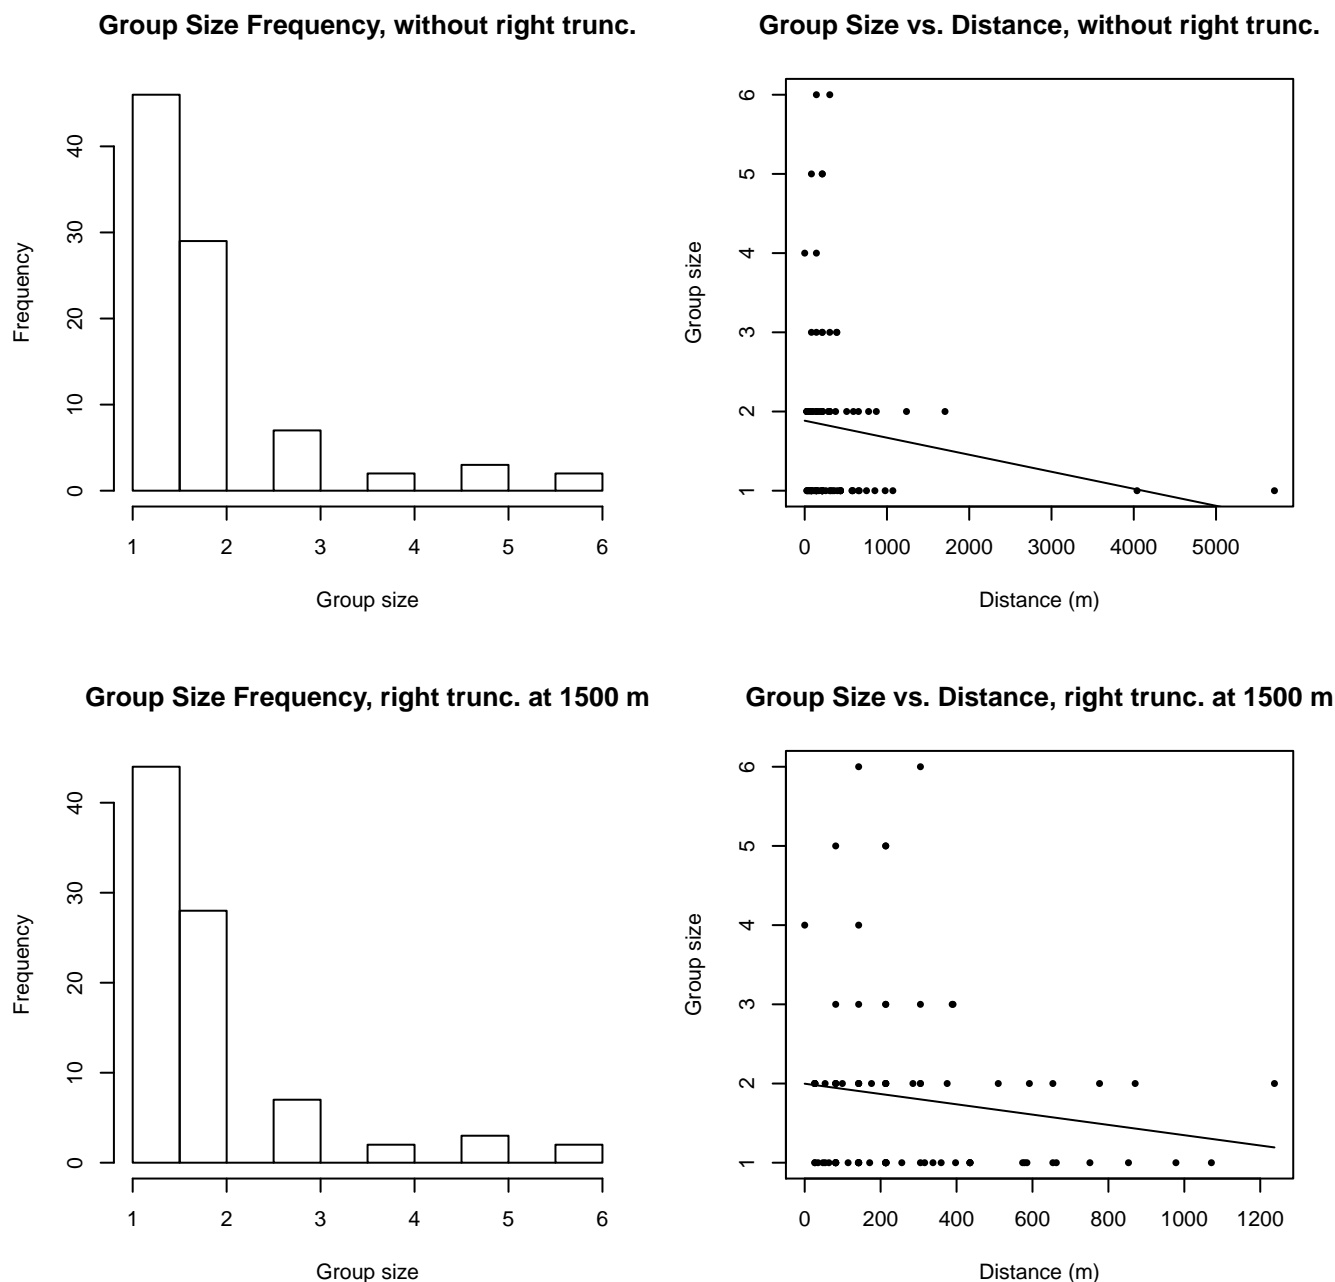 Group Size Frequency, without right trunc.
Frequency
0 10 20 30 40
1 2 3 4 5 6
Group size
Group Size vs. Distance, without right trunc.
Group size
1 2 3 4 5 6
0 1000 2000 3000 4000 5000
Distance (m)
Group Size Frequency, right trunc. at 1500 m
Frequency
0 10 20 30 40
1 2 3 4 5 6
Group size
Group Size vs. Distance, right trunc. at 1500 m
Group size
1 2 3 4 5 6
0 200 400 600 800 1000 1200
Distance (m)